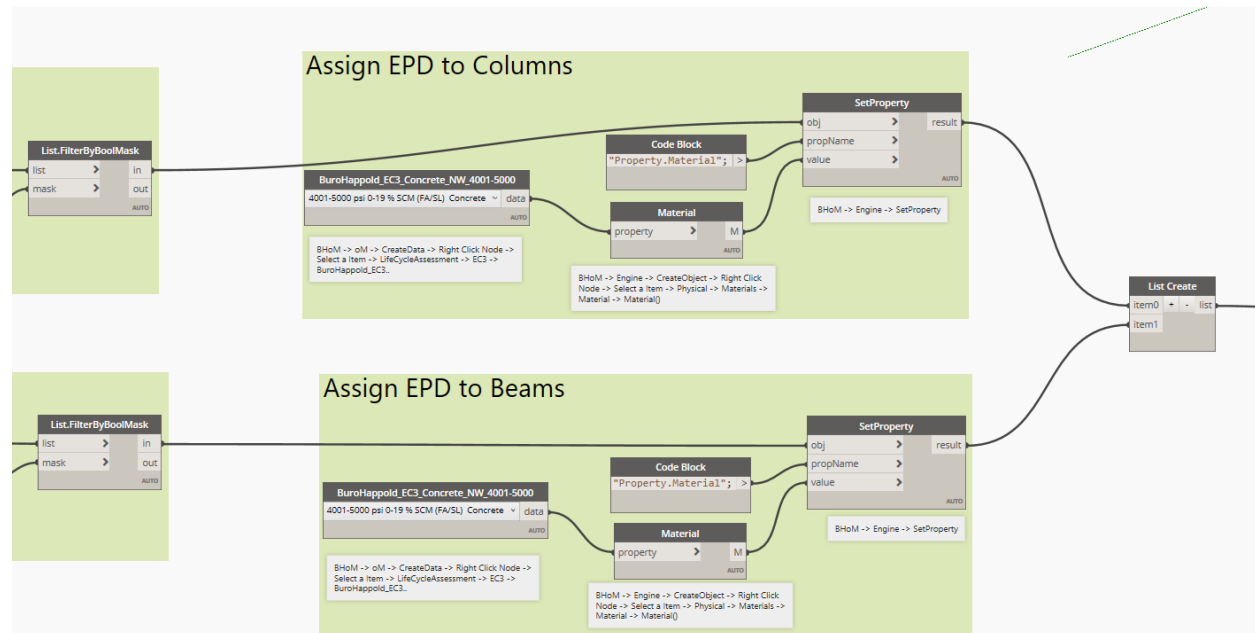 Assign EPD to Columns
List.FilterByBoolMask
list > in
mask > out
AUTO
BuroHappold_EC3_Concrete_NW_4001-5000
4001-5000 psi 0-19 % SCM (FA/SL) Concrete data
AUTO
BHoM -> oM -> CreateData -> Right Click Node ->
Select a Item -> LifeCycleAssessment -> EC3 ->
BuroHappold_EC3..
Code Block
"Property.Material"; >
Material
property > M
AUTO
BHoM -> Engine -> CreateObject -> Right Click
Node -> Select a Item -> Physical -> Materials ->
Material -> Material()
SetProperty
obj > result
propName >
value >
AUTO
BHoM -> Engine -> SetProperty
List Create
item0 + - list
item1
Assign EPD to Beams
List.FilterByBoolMask
list > in
mask > out
AUTO
BuroHappold_EC3_Concrete_NW_4001-5000
4001-5000 psi 0-19 % SCM (FA/SL) Concrete data
AUTO
BHoM -> oM -> CreateData -> Right Click Node ->
Select a Item -> LifeCycleAssessment -> EC3 ->
BuroHappold_EC3..
Code Block
"Property.Material"; >
Material
property > M
AUTO
BHoM -> Engine -> CreateObject -> Right Click
Node -> Select a Item -> Physical -> Materials ->
Material -> Material()
SetProperty
obj > result
propName >
value >
AUTO
BHoM -> Engine -> SetProperty